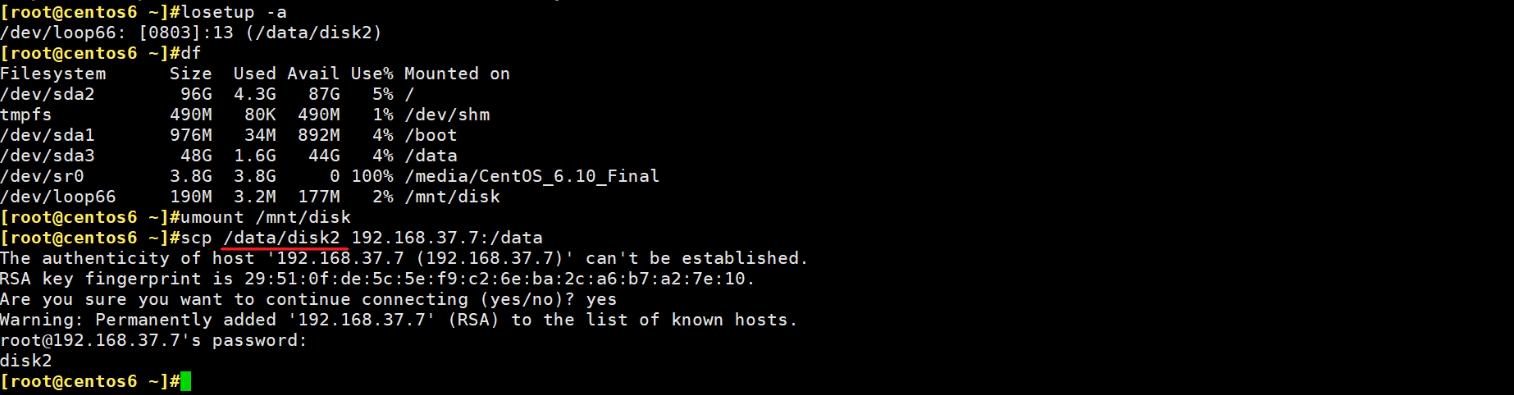 [root@centos6 ~]#losetup -a
/dev/loop66: [0803]:13 (/data/disk2)
[root@centos6 ~]#df
Filesystem      Size  Used Avail Use% Mounted on
/dev/sda2        96G  4.3G   87G   5% /
tmpfs           490M   80K  490M   1% /dev/shm
/dev/sda1       976M   34M  892M   4% /boot
/dev/sda3        48G  1.6G   44G   4% /data
/dev/sr0        3.8G  3.8G     0 100% /media/CentOS_6.10_Final
/dev/loop66     190M  3.2M  177M   2% /mnt/disk
[root@centos6 ~]#umount /mnt/disk
[root@centos6 ~]#scp /data/disk2 192.168.37.7:/data
The authenticity of host '192.168.37.7 (192.168.37.7)' can't be established.
RSA key fingerprint is 29:51:0f:de:5c:5e:f9:c2:6e:ba:2c:a6:b7:a2:7e:10.
Are you sure you want to continue connecting (yes/no)? yes
Warning: Permanently added '192.168.37.7' (RSA) to the list of known hosts.
root@192.168.37.7's password:
disk2
[root@centos6 ~]#